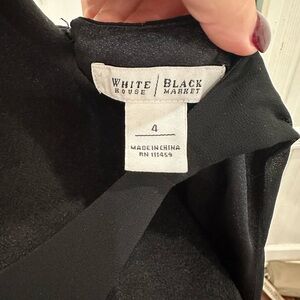 WHITE | BLACK
HOUSE | MARKET
4
MADE IN CHINA
RN 111459